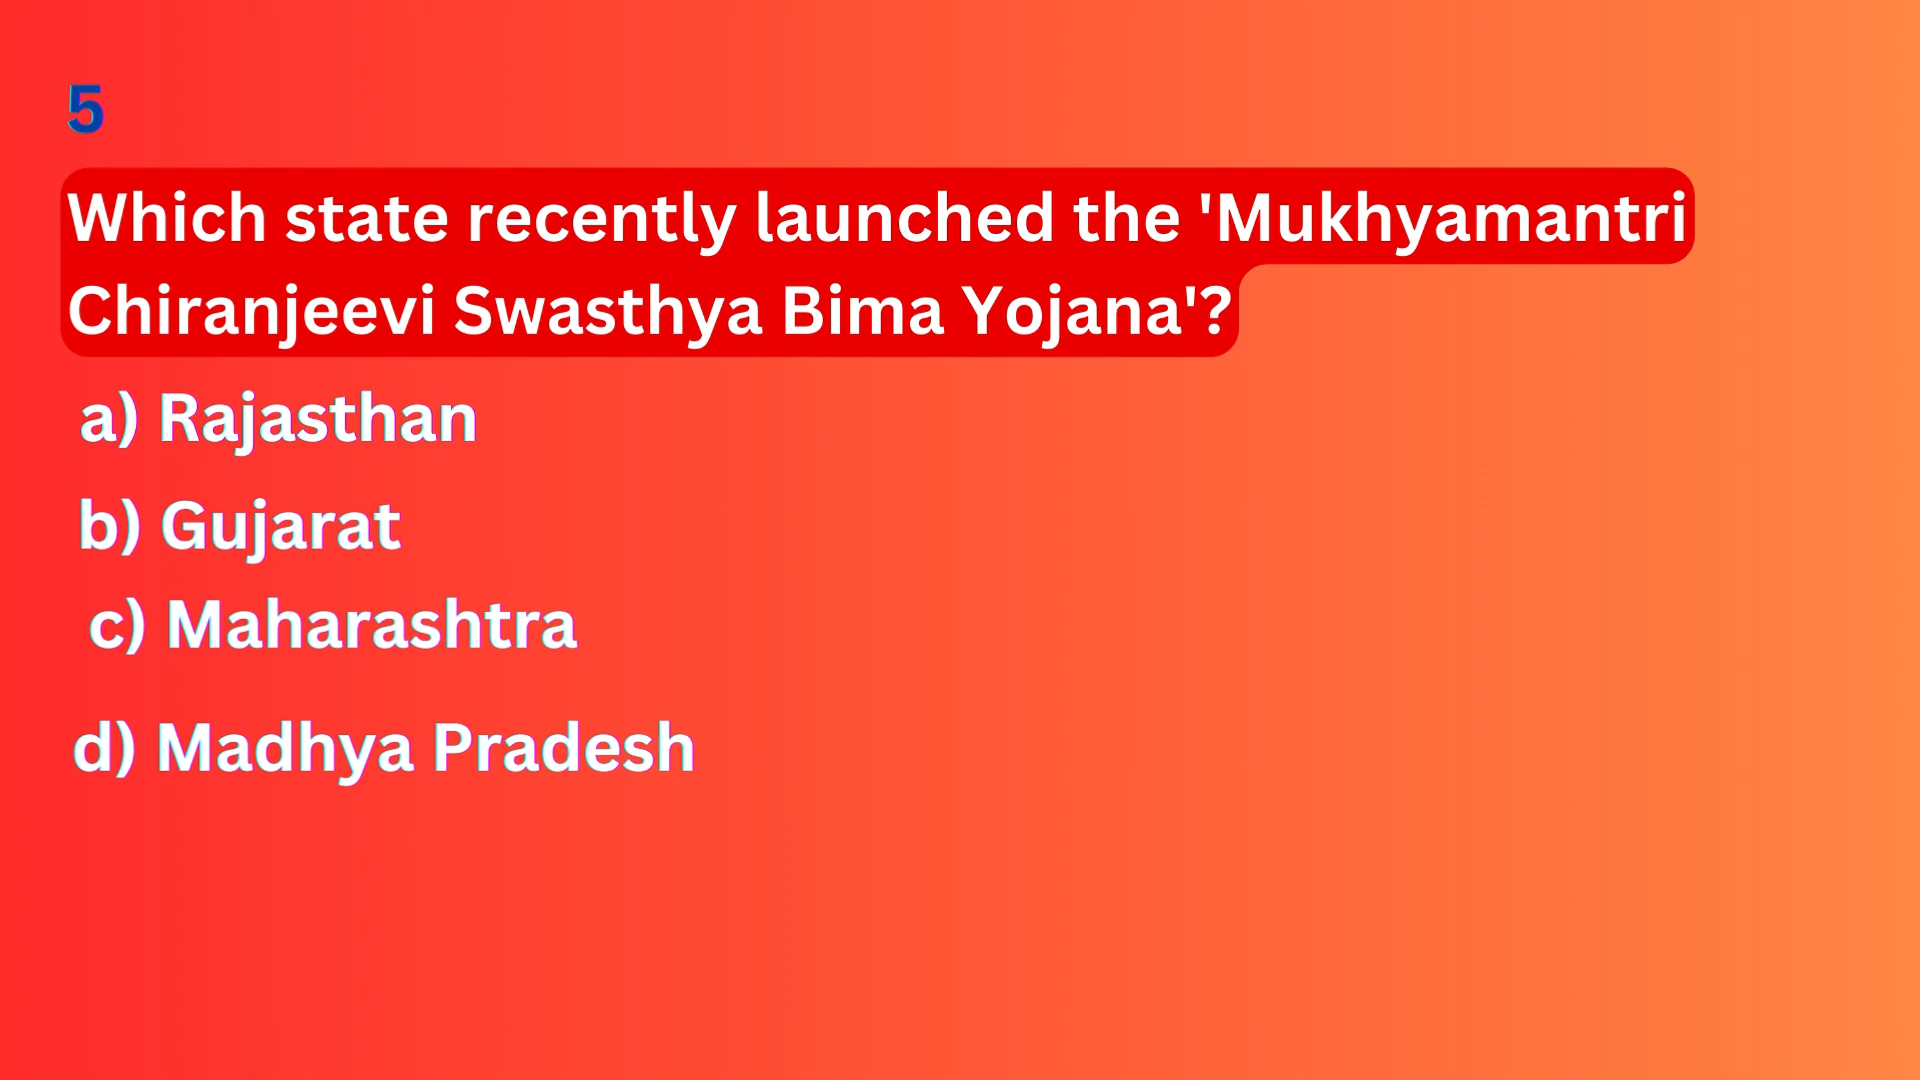 5
Which state recently launched the 'Mukhyamantri
Chiranjeevi Swasthya Bima Yojana'?
a) Rajasthan
b) Gujarat
c) Maharashtra
d) Madhya Pradesh